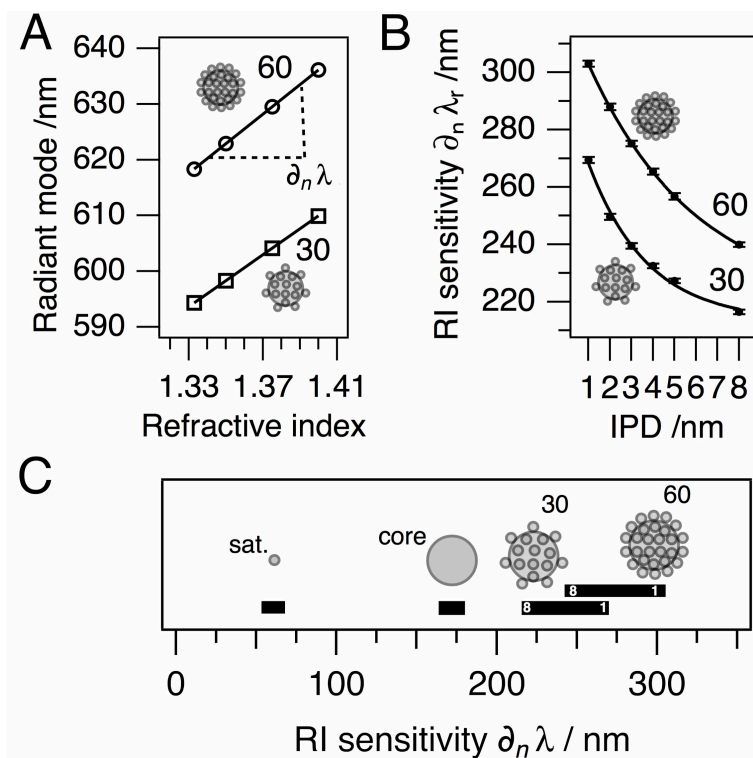 A
Radiant mode /nm
640
630
620
610
600
590
60
∂n λ
30
1.33 1.37 1.41
Refractive index
B
RI sensitivity ∂n λr /nm
300
280
260
240
220
60
30
1 2 3 4 5 6 7 8
IPD /nm
C
sat.
core
30
60
8 1
8 1
0 100 200 300
RI sensitivity ∂n λ / nm